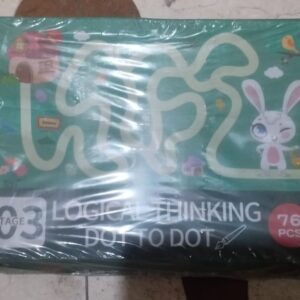 STAGE
03
LOGICAL THINKING
DOT TO DOT
76
PCS